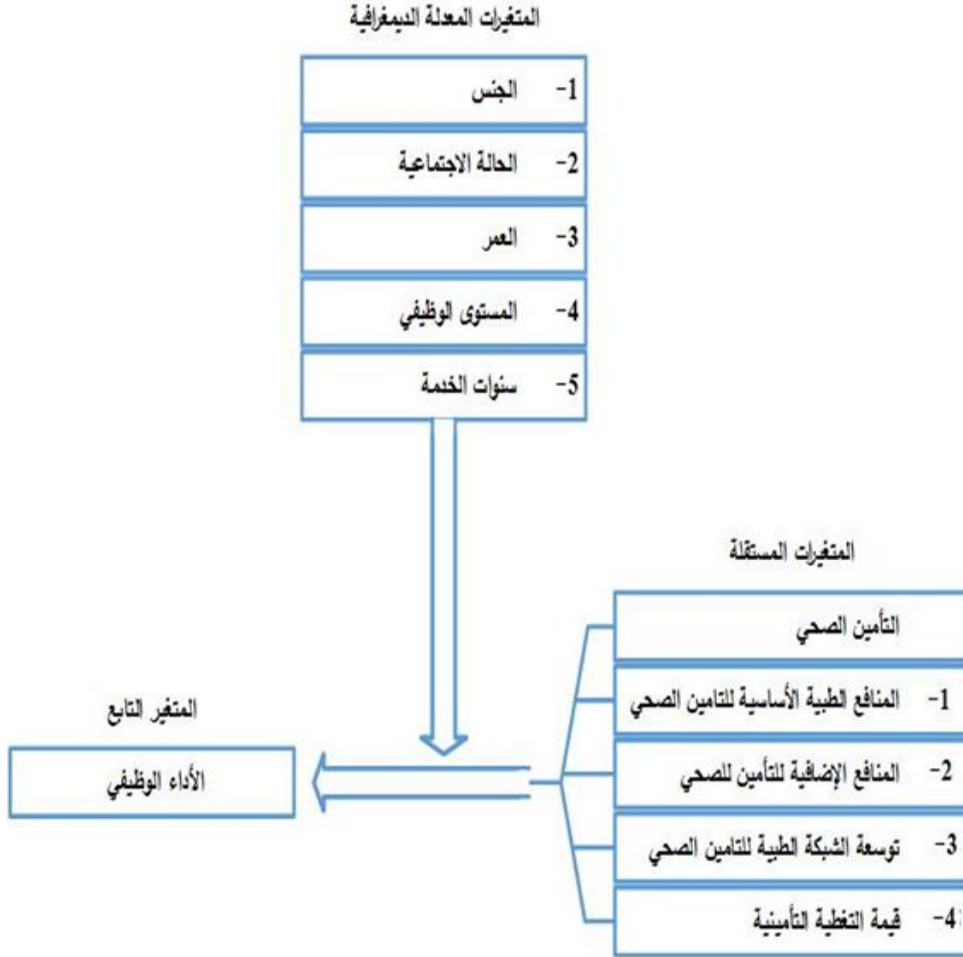 المتغيرات المعدلة الديمغرافية
1- الجنس
2- الحالة الاجتماعية
3- العمر
4- المستوى الوظيفي
5- سنوات الخدمة
المتغيرات المستقلة
التأمين الصحي
1- المنافع الطبية الأساسية للتامين الصحي
2- المنافع الإضافية للتأمين للصحي
3- توسعة الشبكة الطبية للتامين الصحي
4- قيمة التغطية التأمينية
المتغير التابع
الأداء الوظيفي